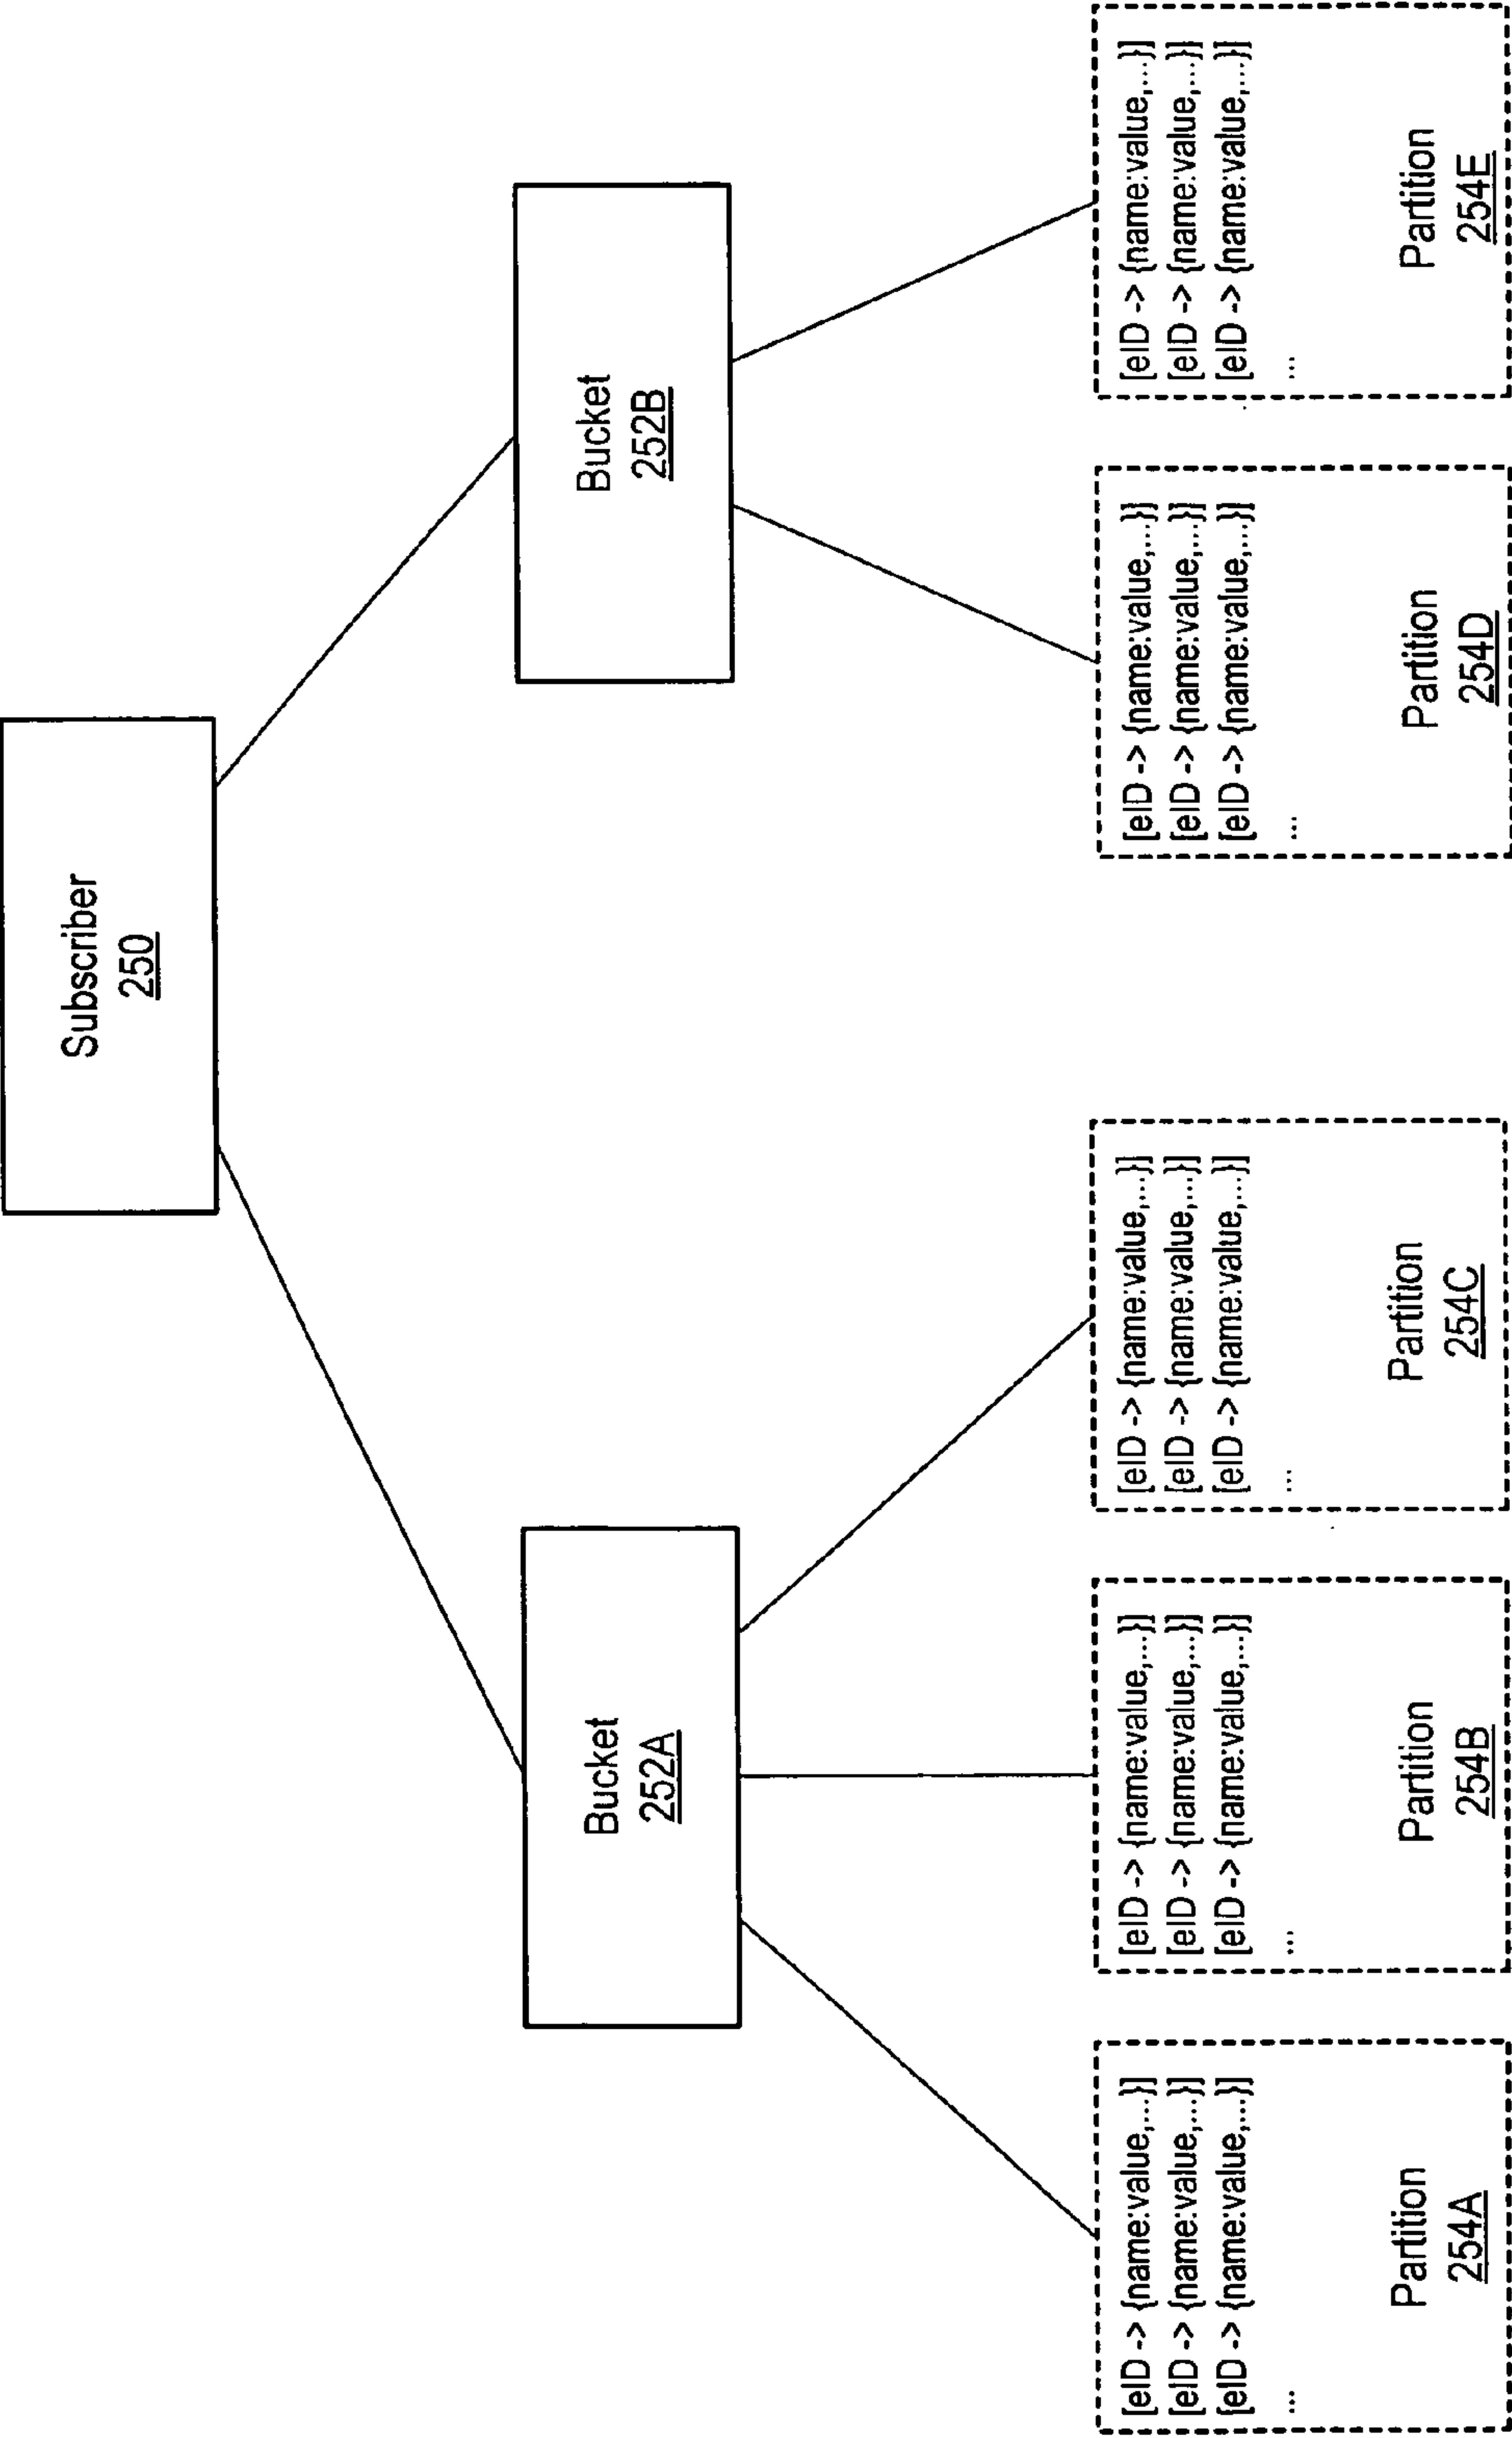 Subscriber
250
Bucket
252A
Bucket
252B
[eID -> {name:value,...}]
[eID -> {name:value,...}]
[eID -> {name:value,...}]
...
Partition
254A
[eID -> {name:value,...}]
[eID -> {name:value,...}]
[eID -> {name:value,...}]
...
Partition
254B
[eID -> {name:value,...}]
[eID -> {name:value,...}]
[eID -> {name:value,...}]
...
Partition
254C
[eID -> {name:value,...}]
[eID -> {name:value,...}]
[eID -> {name:value,...}]
...
Partition
254D
[eID -> {name:value,...}]
[eID -> {name:value,...}]
[eID -> {name:value,...}]
...
Partition
254E